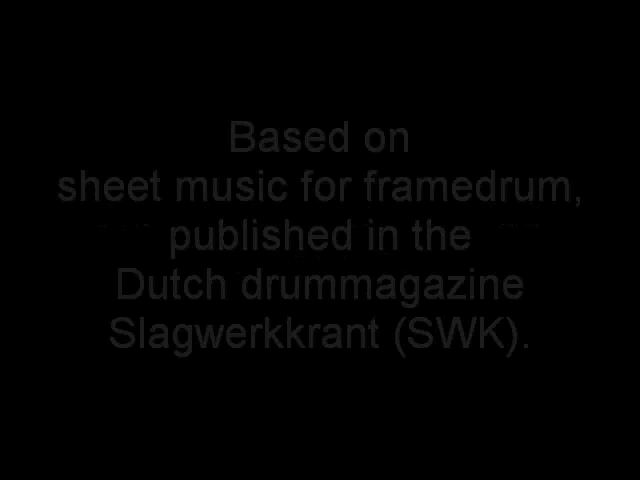 Based on
sheet music for framedrum,
published in the
Dutch drummagazine
Slagwerkkrant (SWK).